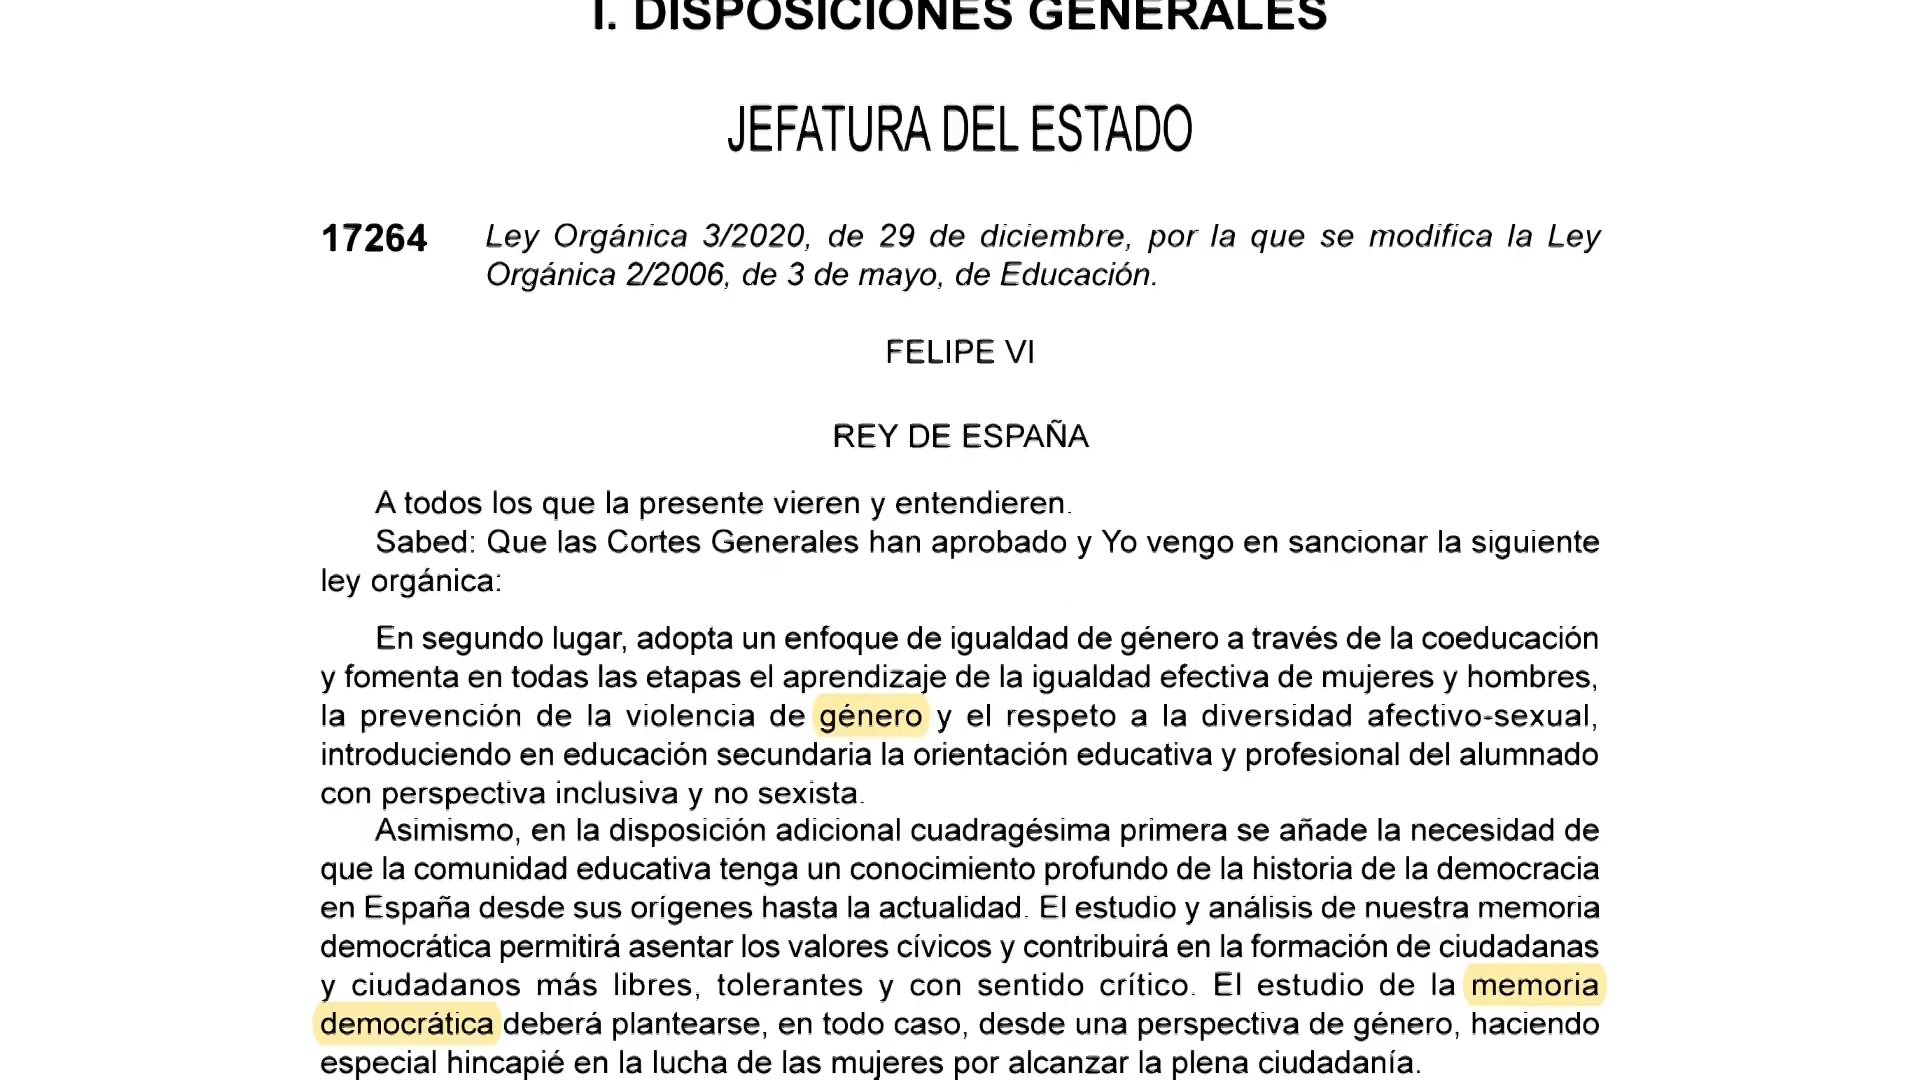 I. DISPOSICIONES GENERALES
JEFATURA DEL ESTADO
17264 Ley Orgánica 3/2020, de 29 de diciembre, por la que se modifica la Ley
Orgánica 2/2006, de 3 de mayo, de Educación.
FELIPE VI
REY DE ESPAÑA
A todos los que la presente vieren y entendieren.
Sabed: Que las Cortes Generales han aprobado y Yo vengo en sancionar la siguiente
ley orgánica:
En segundo lugar, adopta un enfoque de igualdad de género a través de la coeducación
y fomenta en todas las etapas el aprendizaje de la igualdad efectiva de mujeres y hombres,
la prevención de la violencia de género y el respeto a la diversidad afectivo-sexual,
introduciendo en educación secundaria la orientación educativa y profesional del alumnado
con perspectiva inclusiva y no sexista.
Asimismo, en la disposición adicional cuadragésima primera se añade la necesidad de
que la comunidad educativa tenga un conocimiento profundo de la historia de la democracia
en España desde sus orígenes hasta la actualidad. El estudio y análisis de nuestra memoria
democrática permitirá asentar los valores cívicos y contribuirá en la formación de ciudadanas
y ciudadanos más libres, tolerantes y con sentido crítico. El estudio de la memoria
democrática deberá plantearse, en todo caso, desde una perspectiva de género, haciendo
especial hincapié en la lucha de las mujeres por alcanzar la plena ciudadanía.